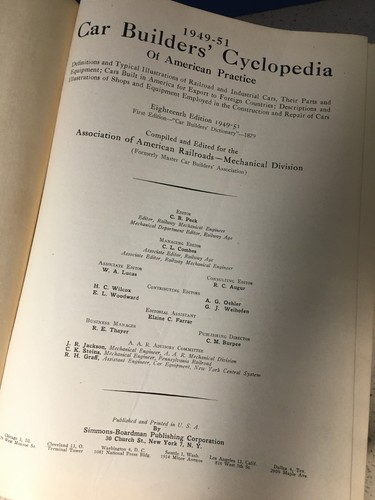 1949-51
Car Builders' Cyclopedia
Of American Practice
Definitions and Typical Illustrations of Railroad and Industrial Cars, Their Parts and
Equipment; Cars Built in America for Export to Foreign Countries; Descriptions and
Illustrations of Shops and Equipment Employed in the Construction and Repair of Cars
Eighteenth Edition 1949-51
First Edition—"Car Builders' Dictionary"—1879
Compiled and Edited for the
Association of American Railroads—Mechanical Division
(Formerly Master Car Builders' Association)
Editor
C. B. Peck
Editor, Railway Mechanical Engineer
Mechanical Department Editor, Railway Age
Managing Editor
C. L. Combes
Associate Editor, Railway Age
Associate Editor, Railway Mechanical Engineer
Associate Editor
W. A. Lucas
Consulting Editor
R. C. Augur
Contributing Editors
H. C. Wilcox
E. L. Woodward
A. G. Oehler
G. J. Weihofen
Editorial Assistant
Elaine C. Farrar
Business Manager
R. E. Thayer
Publishing Director
C. M. Burpee
A. A. R. Advisory Committee
J. R. Jackson, Mechanical Engineer, A. A. R. Mechanical Division
C. K. Steins, Mechanical Engineer, Pennsylvania Railroad
R. H. Graff, Assistant Engineer, Car Equipment, New York Central System
Published and Printed in U. S. A.
By
Simmons-Boardman Publishing Corporation
30 Church St., New York 7, N. Y.
Chicago 3, Ill.
West Monroe St.
Cleveland 13, O.
Terminal Tower
Washington 4, D. C.
1081 National Press Bldg.
Seattle 1, Wash.
1914 Minor Avenue
Los Angeles 14, Calif.
West 5th St.
Dallas 4, Tex.
2909 Maple Ave.